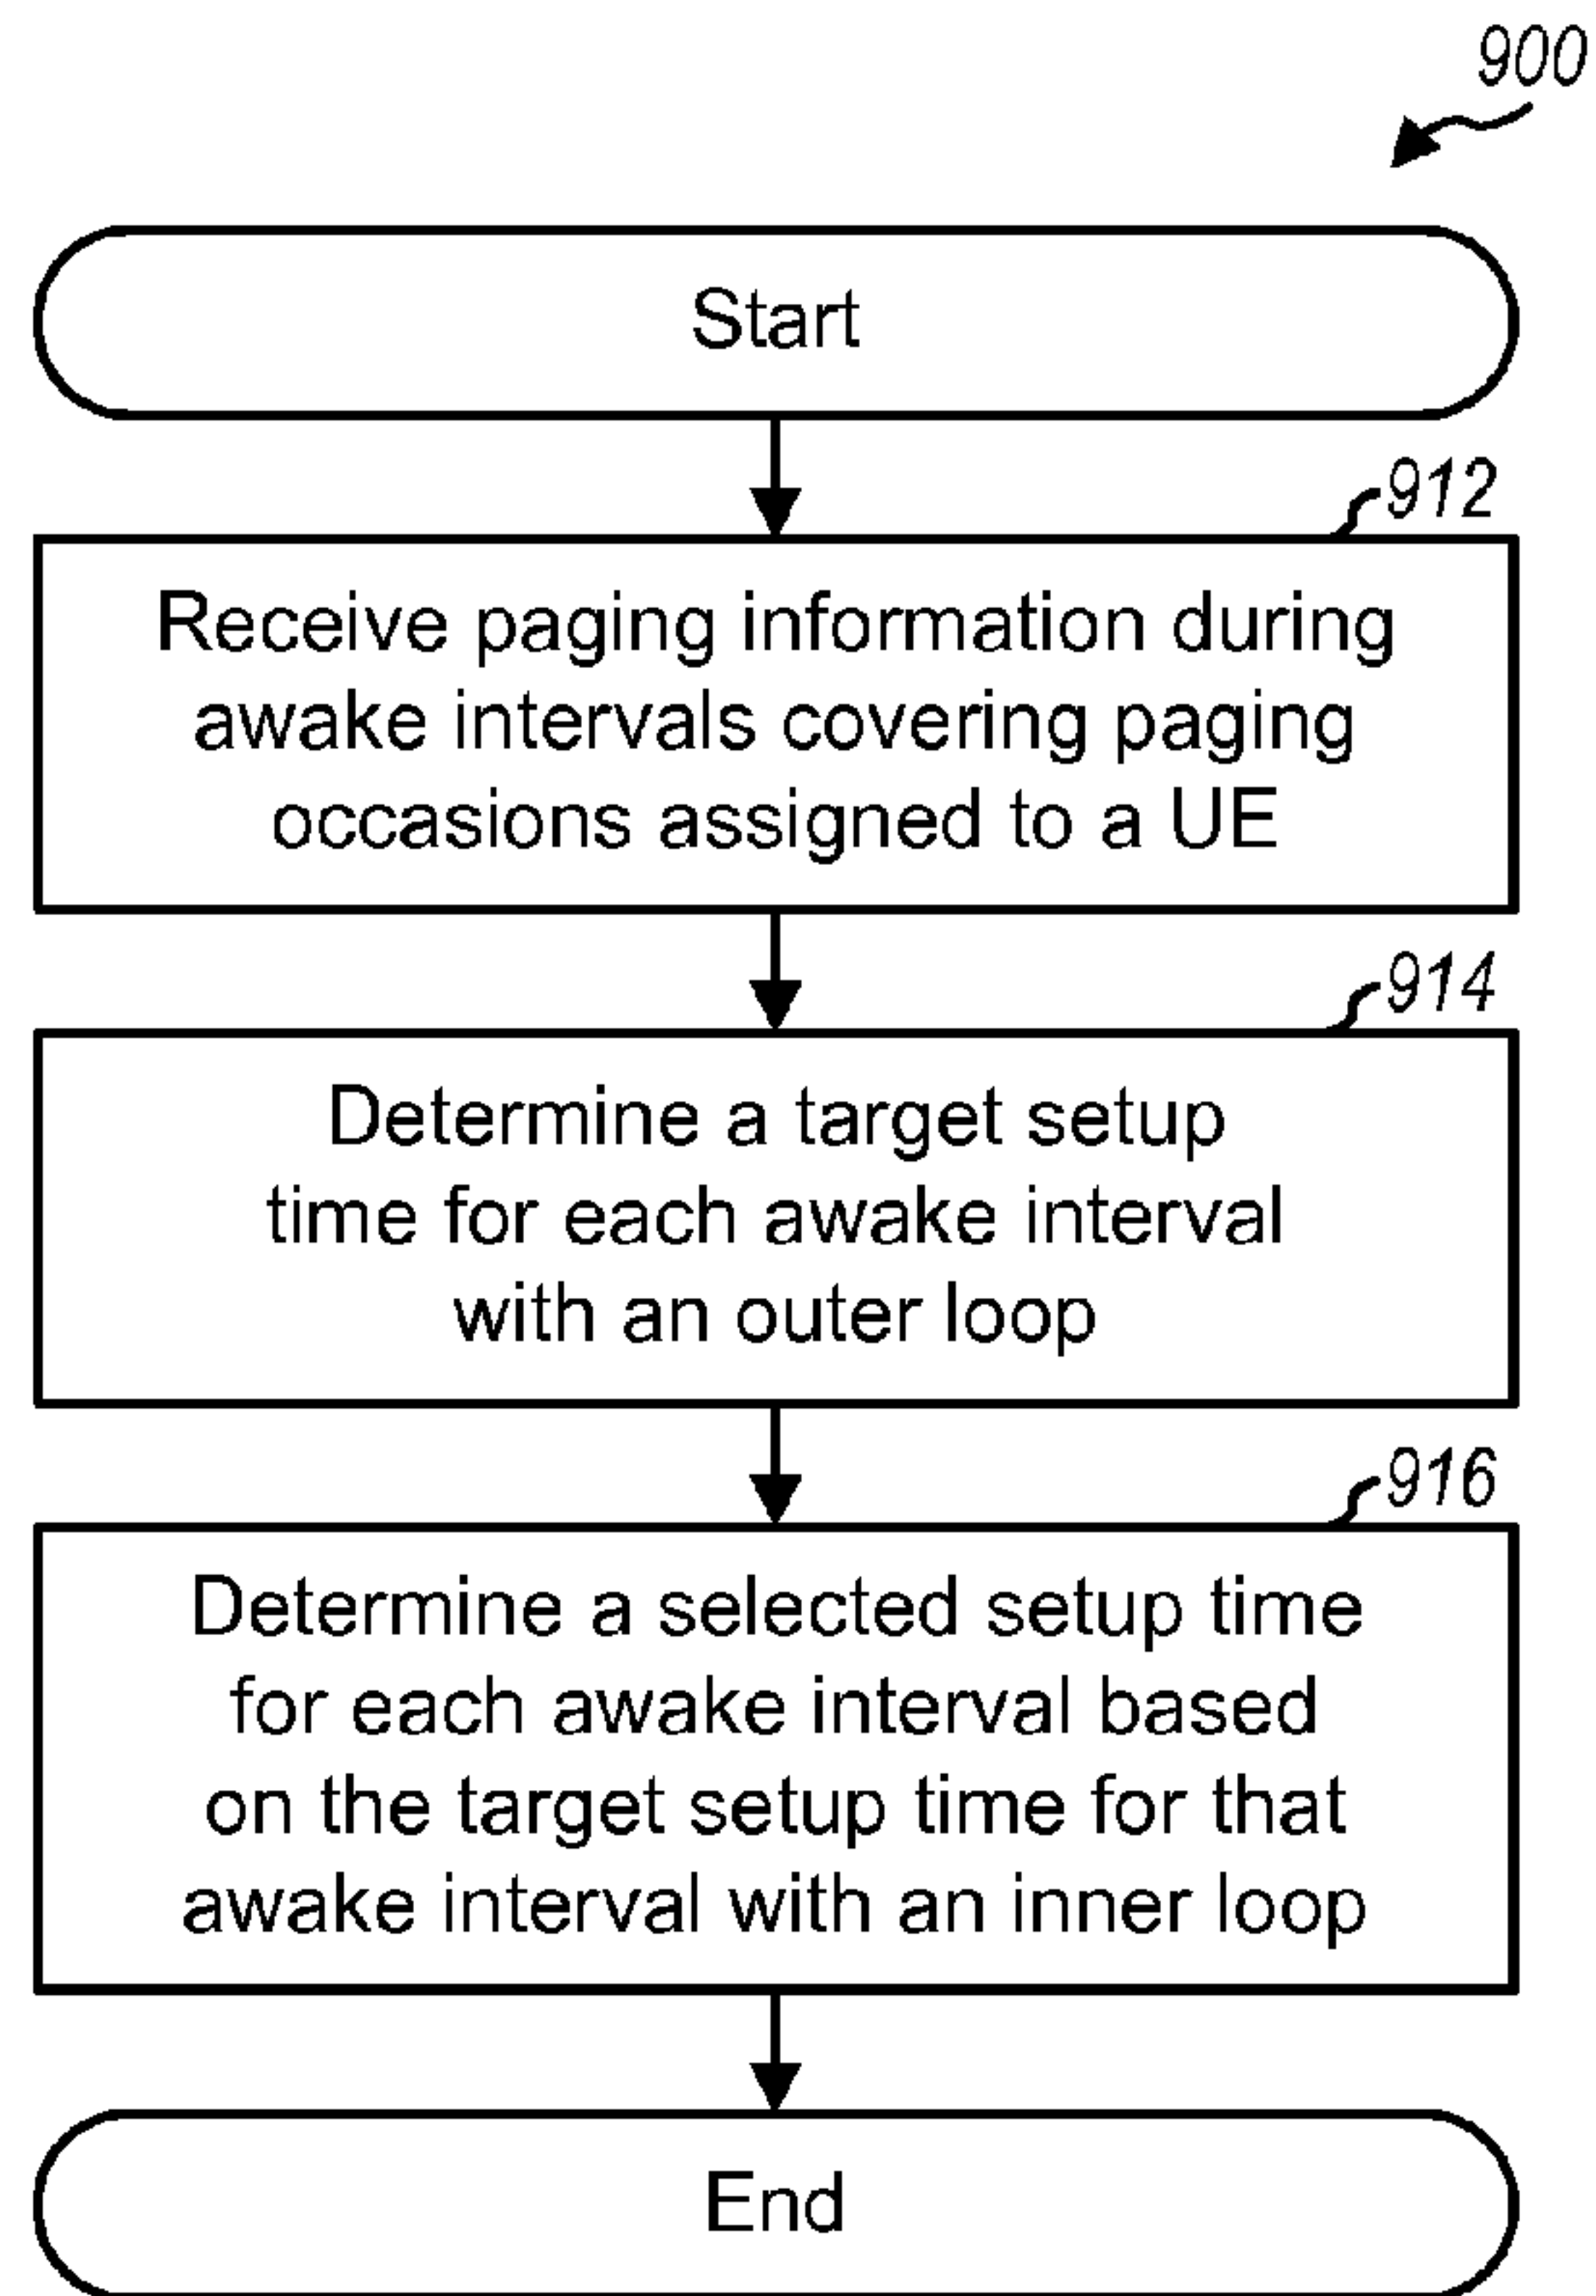 900
Start
912
Receive paging information during
awake intervals covering paging
occasions assigned to a UE
914
Determine a target setup
time for each awake interval
with an outer loop
916
Determine a selected setup time
for each awake interval based
on the target setup time for that
awake interval with an inner loop
End